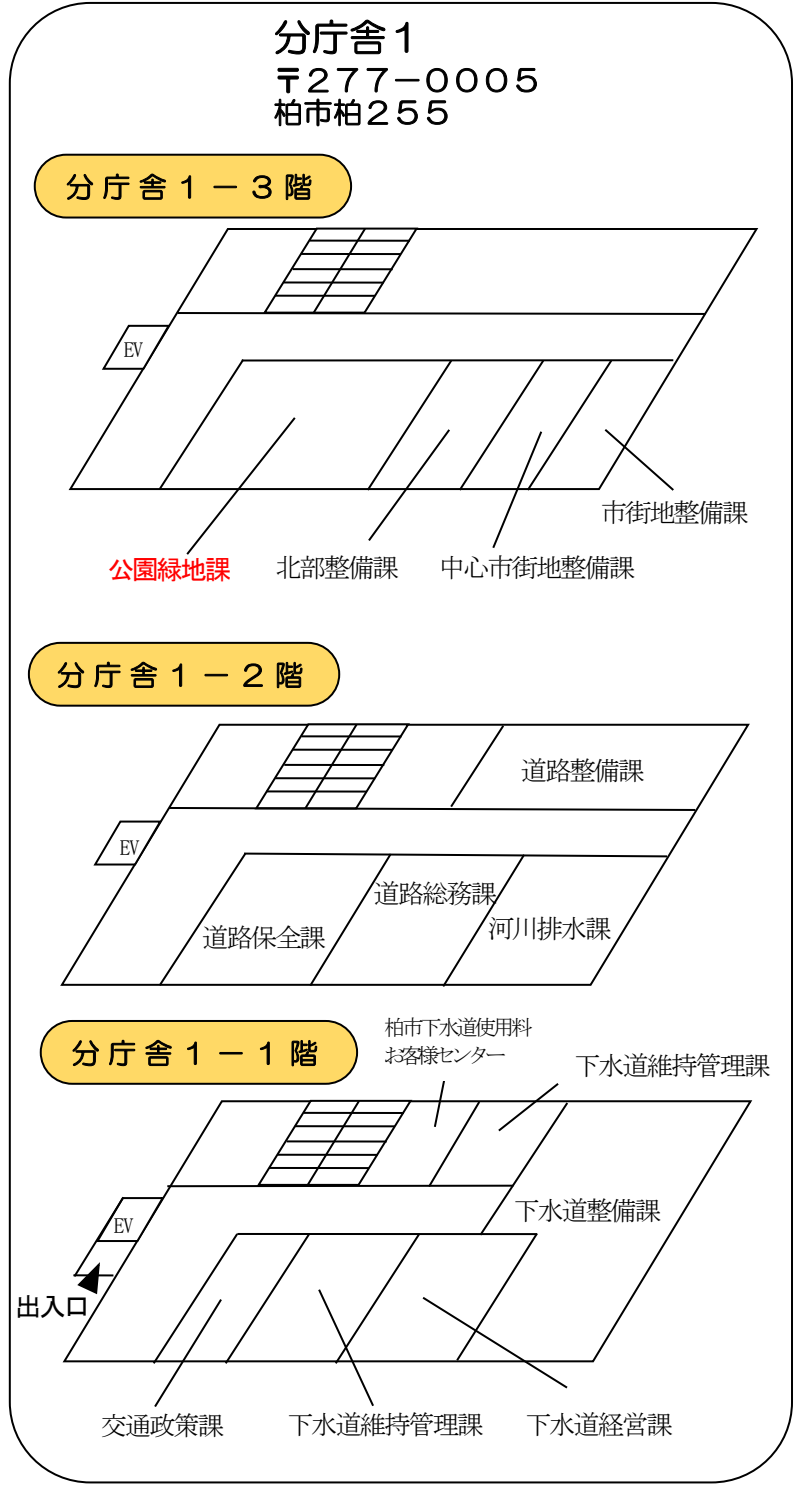 分庁舎１
〒２７７－０００５
柏市柏２５５
分庁舎１－３階
EV
市街地整備課
公園緑地課
北部整備課
中心市街地整備課
分庁舎１－２階
道路整備課
EV
道路総務課
道路保全課
河川排水課
分庁舎１－１階
柏市下水道使用料
お客様センター
下水道維持管理課
下水道整備課
EV
出入口
交通政策課
下水道維持管理課
下水道経営課